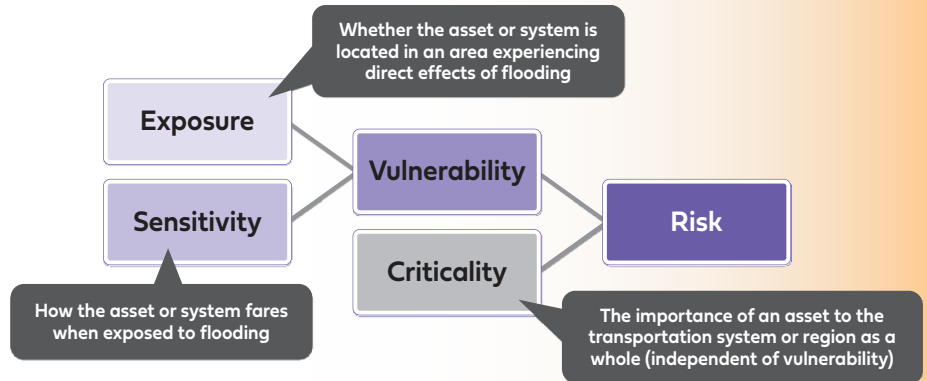 Whether the asset or system is
located in an area experiencing
direct effects of flooding
Exposure
Vulnerability
Sensitivity
Risk
Criticality
How the asset or system fares
when exposed to flooding
The importance of an asset to the
transportation system or region as a
whole (independent of vulnerability)